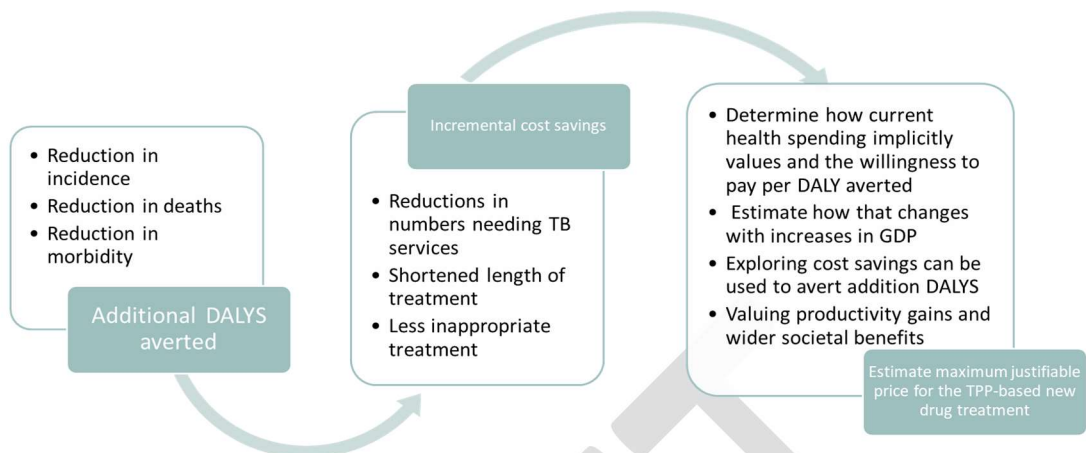 • Reduction in
incidence
• Reduction in deaths
• Reduction in
morbidity
Additional DALYS
averted
Incremental cost savings
• Reductions in
numbers needing TB
services
• Shortened length of
treatment
• Less inappropriate
treatment
• Determine how current
health spending implicitly
values and the willingness to
pay per DALY averted
• Estimate how that changes
with increases in GDP
• Exploring cost savings can be
used to avert addition DALYS
• Valuing productivity gains and
wider societal benefits
Estimate maximum justifiable
price for the TPP-based new
drug treatment